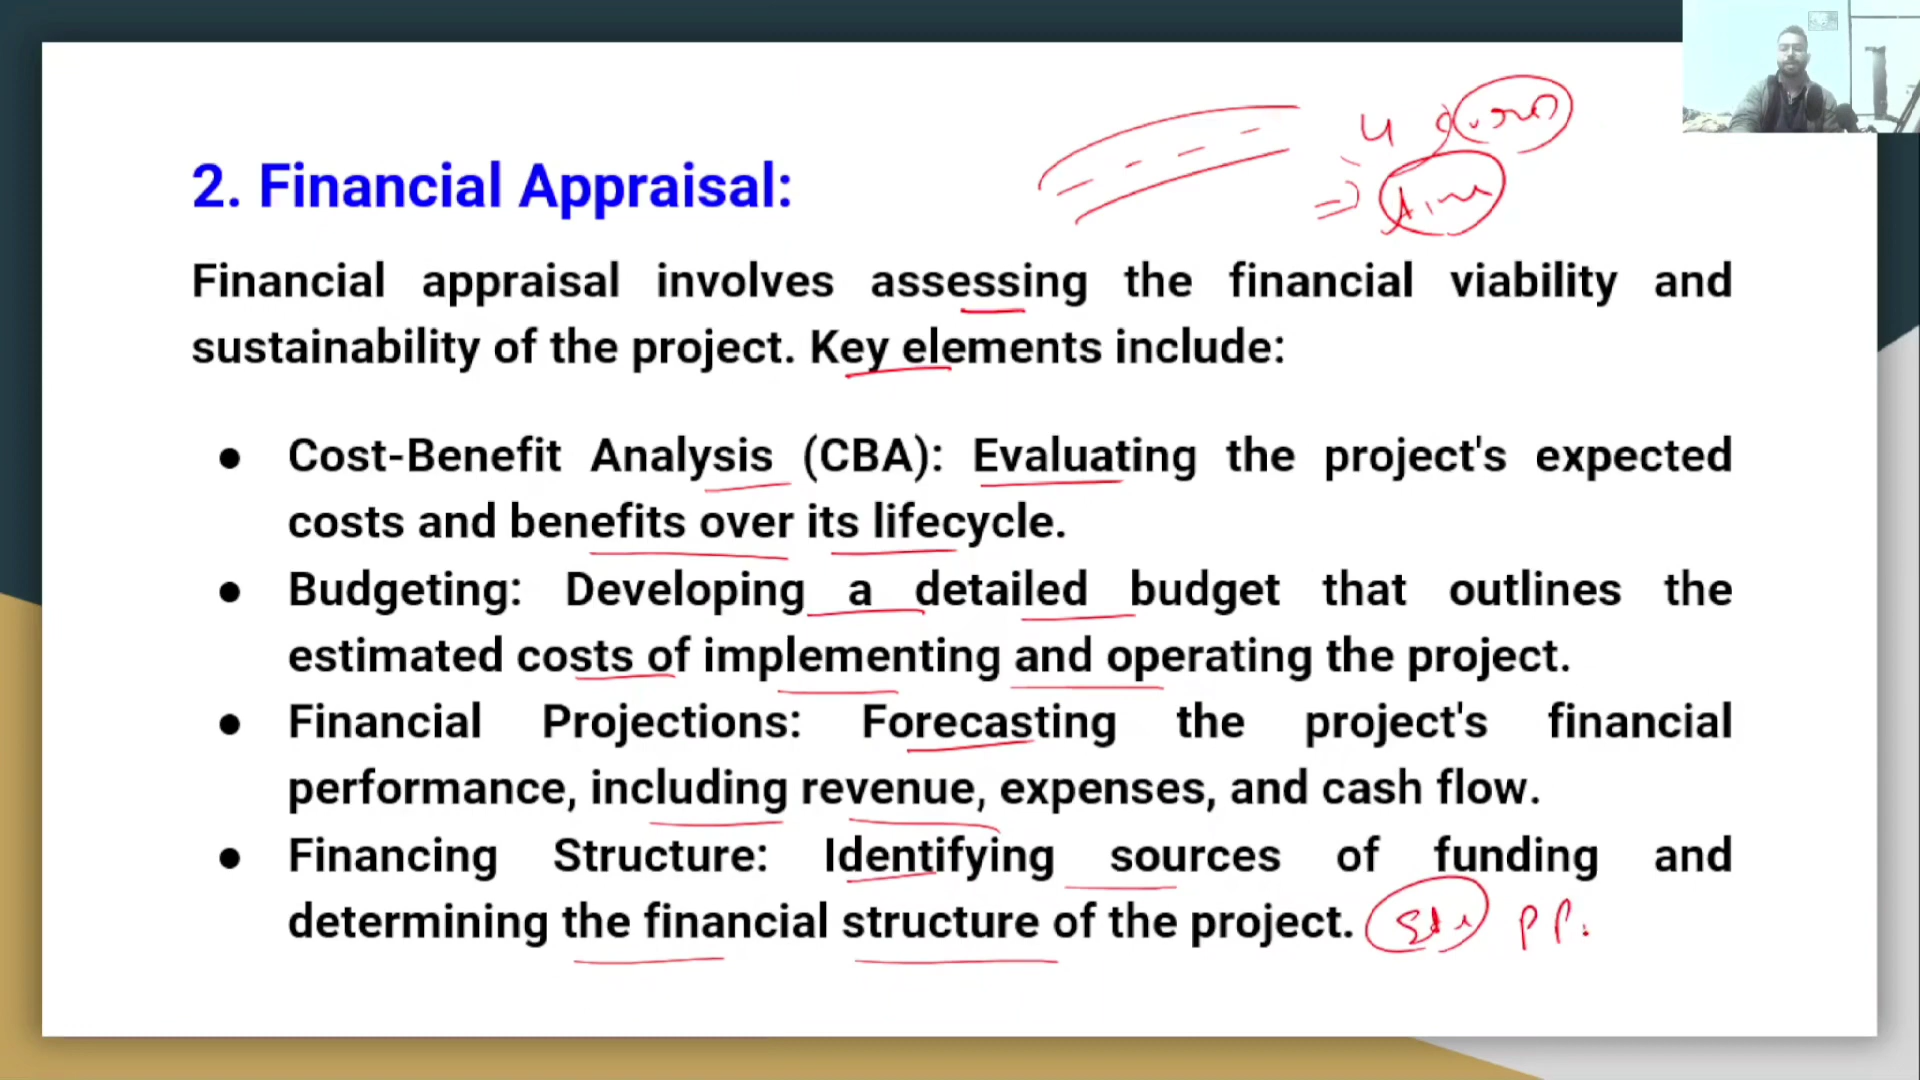 2. Financial Appraisal:
Financial appraisal involves assessing the financial viability and
sustainability of the project. Key elements include:
● Cost-Benefit Analysis (CBA): Evaluating the project's expected
costs and benefits over its lifecycle.
● Budgeting: Developing a detailed budget that outlines the
estimated costs of implementing and operating the project.
● Financial Projections: Forecasting the project's financial
performance, including revenue, expenses, and cash flow.
● Financing Structure: Identifying sources of funding and
determining the financial structure of the project.